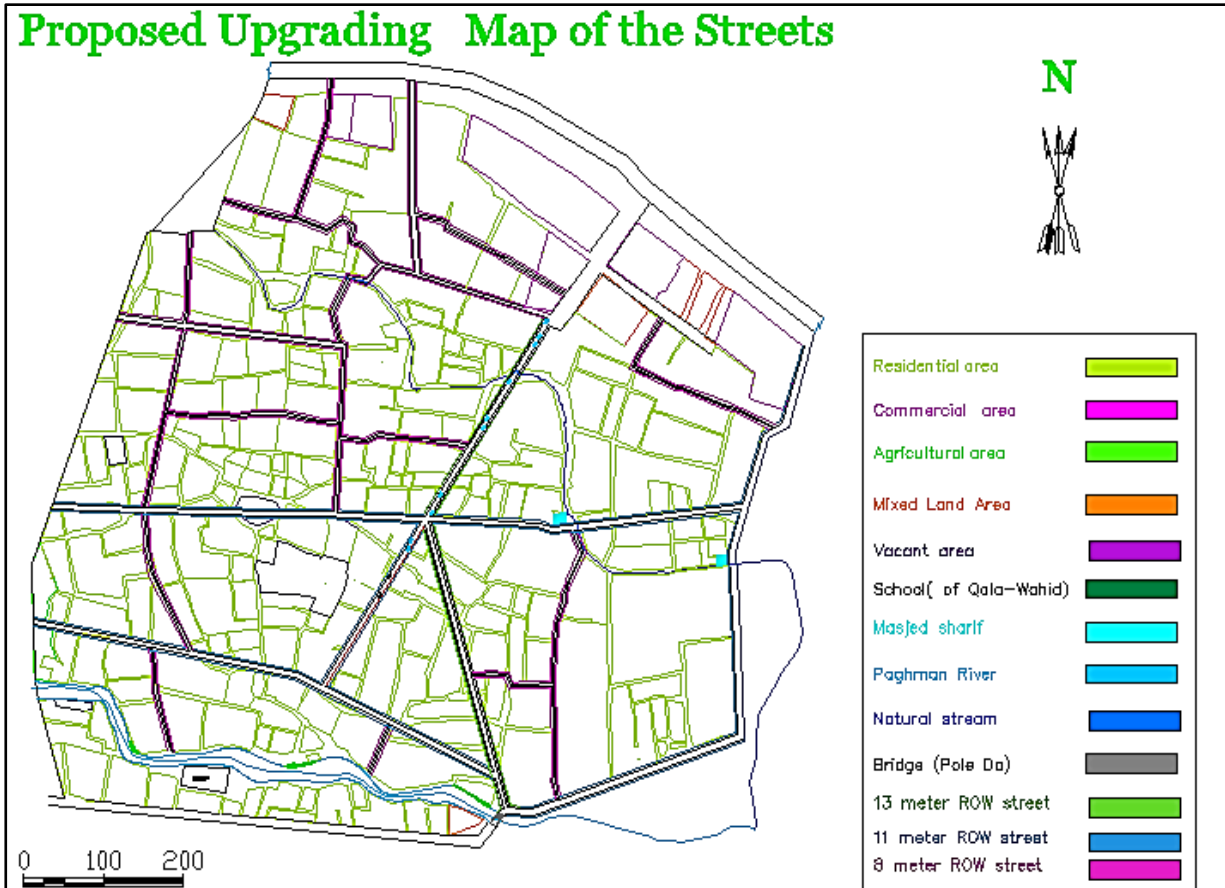 Proposed Upgrading Map of the Streets
N
Residential area
Commercial area
Agricultural area
Mixed Land Area
Vacant area
School( of Qala-Wahid)
Masjed sharif
Paghman River
Natural stream
Bridge (Pole Do)
13 meter ROW street
11 meter ROW street
8 meter ROW street
0 100 200